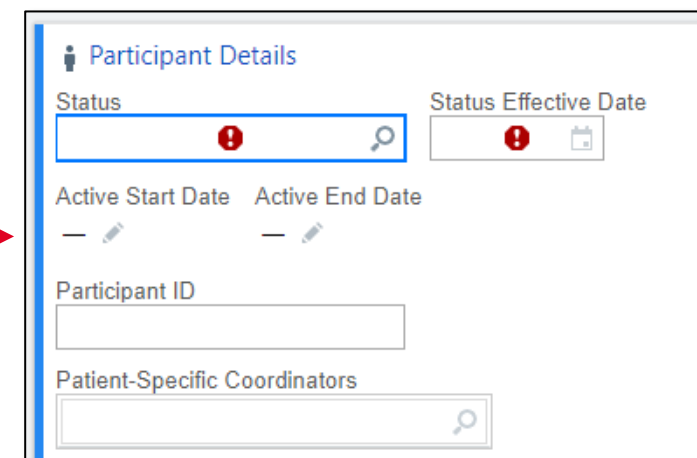 Participant Details
Status Status Effective Date
Active Start Date Active End Date
— —
Participant ID
Patient-Specific Coordinators